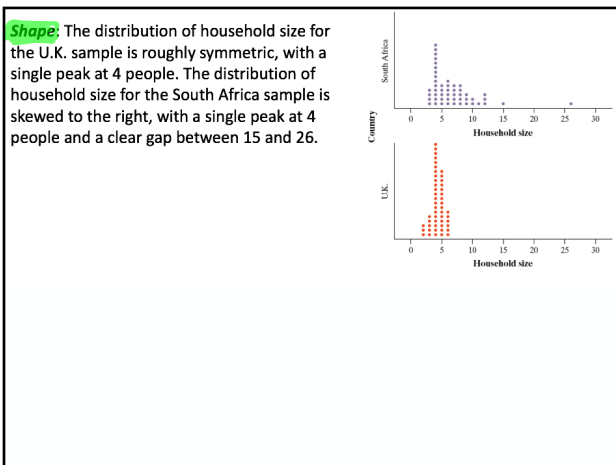 Shape: The distribution of household size for
the U.K. sample is roughly symmetric, with a
single peak at 4 people. The distribution of
household size for the South Africa sample is
skewed to the right, with a single peak at 4
people and a clear gap between 15 and 26.
Country
South Africa
0 5 10 15 20 25 30
Household size
U.K.
0 5 10 15 20 25 30
Household size